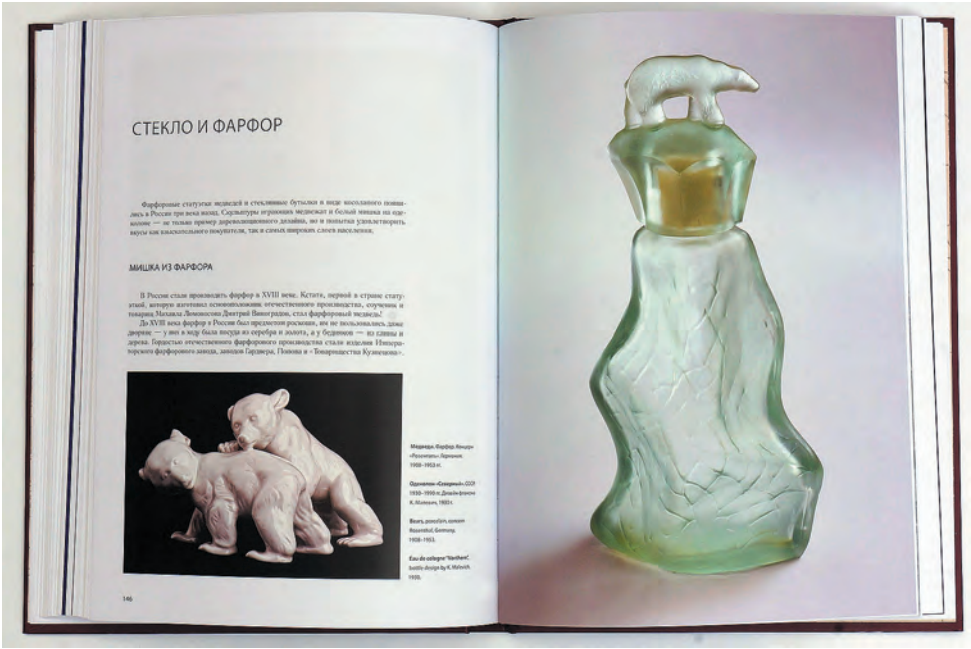 СТЕКЛО И ФАРФОР
Фарфоровые статуэтки медведей и стеклянные бутылки в виде косолапого появи-
лись в России три века назад. Скульптуры играющих медвежат и белый мишка на оде-
колоне — не только пример дореволюционного дизайна, но и попытка удовлетворить
вкусы как взыскательного покупателя, так и самых широких слоев населения.
МИШКА ИЗ ФАРФОРА
В России стали производить фарфор в XVIII веке. Кстати, первой в стране стату-
эткой, которую изготовил основоположник отечественного производства, соученик и
товарищ Михаила Ломоносова Дмитрий Виноградов, стал фарфоровый медведь!
До XVIII века фарфор в России был предметом роскоши, им не пользовались даже
дворяне — у них в ходу была посуда из серебра и золота, а у бедняков — из глины и
дерева. Гордостью отечественного фарфорового производства стали изделия Импера-
торского фарфорового завода, заводов Гарднера, Попова и «Товарищества Кузнецова».
Медведи. Фарфор.
«Розенталь». Германия
1908–1953 гг.
Одеколон «Северный». СССР
1930–1990 гг. Дизайн флакона
К. Малевич,
Bears, porcelain,
Rosenthal, Germany,
1908–1953.
Eau de cologne "Northern",
bottle design by K. Malevich.
1930.
146